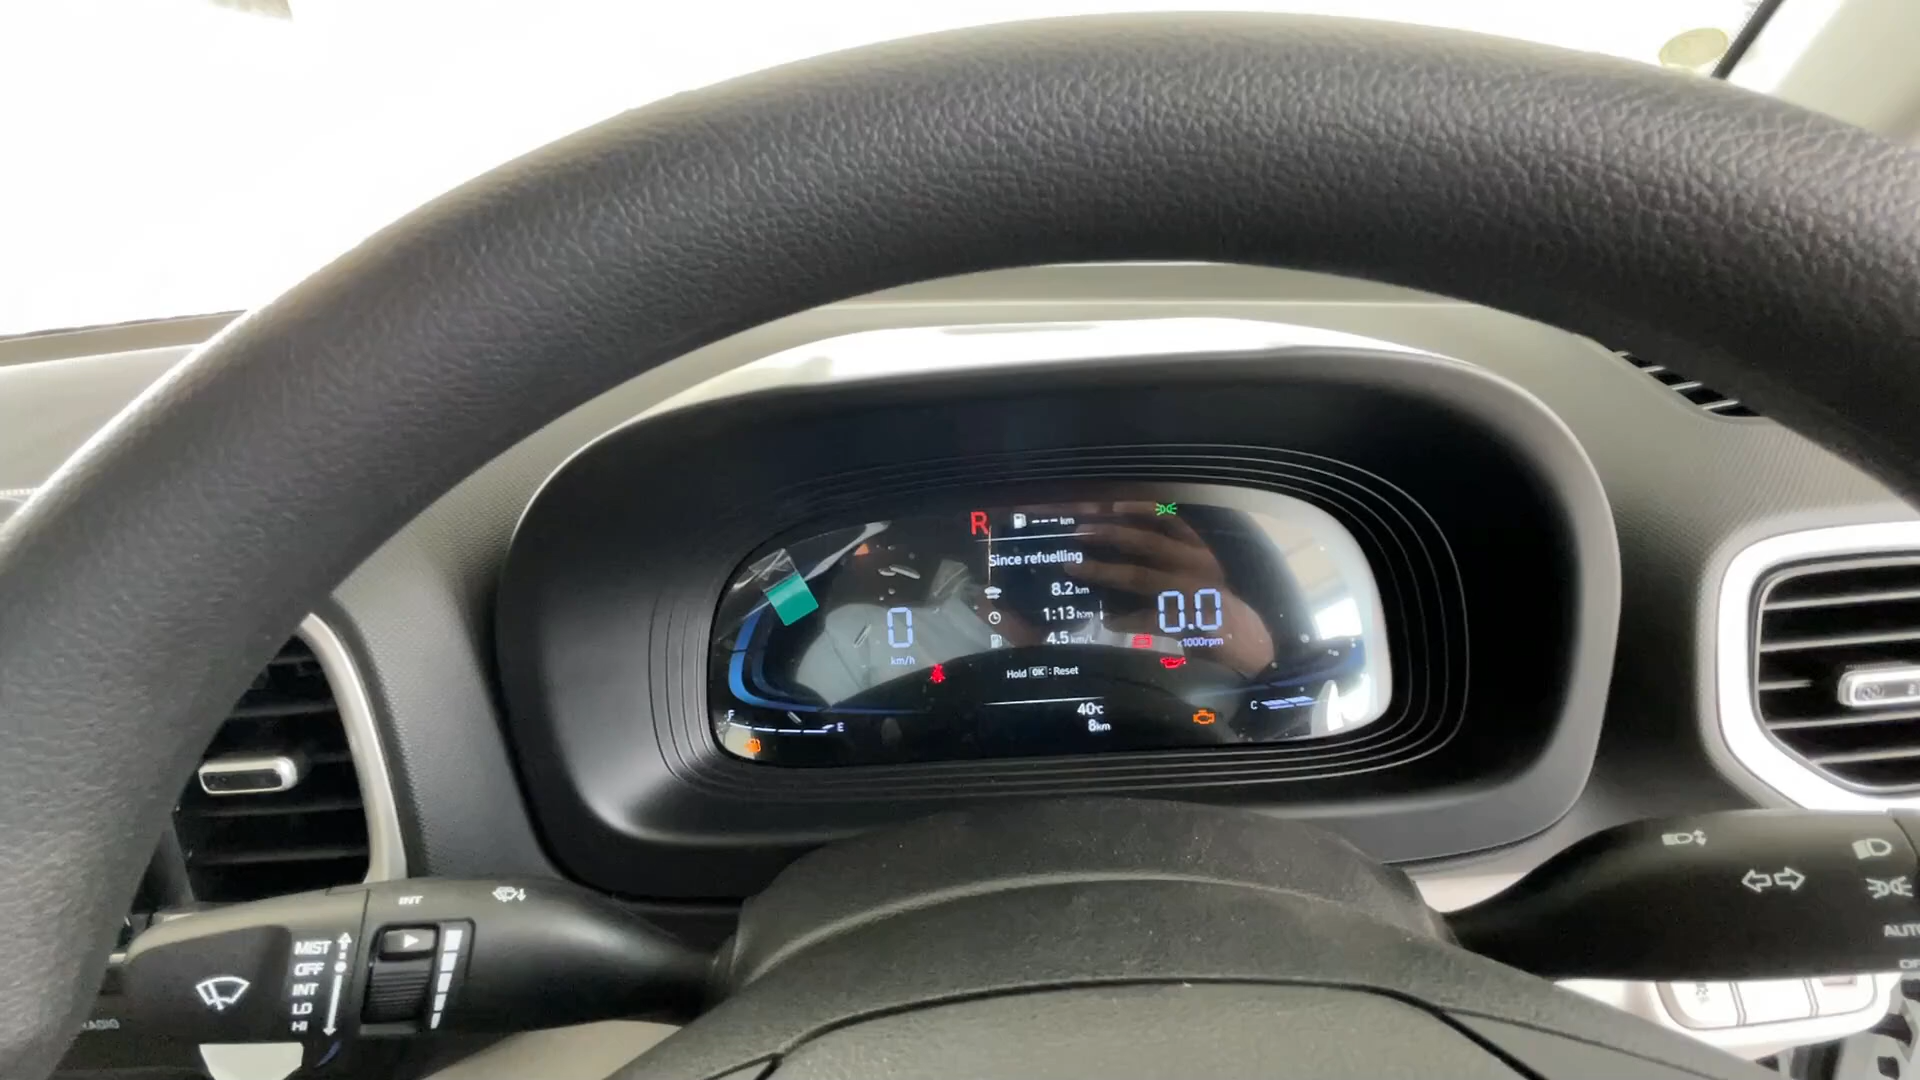 R --- km
Since refuelling
8.2 km
1:13 h:m
4.5 km/L
Hold OK : Reset
40°C
8km
0
km/h
0.0
x1000rpm
F E
C
INT
MIST
OFF
INT
LO
HI
AUTO